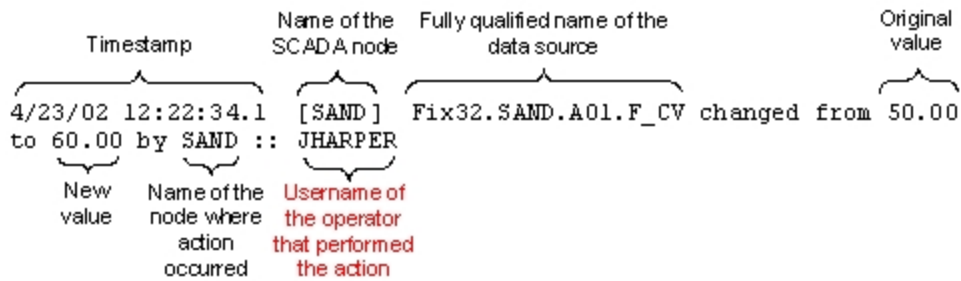 Timestamp
Name of the
SCADA node
Fully qualified name of the
data source
Original
value
4/23/02 12:22:34.1 [SAND] Fix32.SAND.A01.F_CV changed from 50.00
to 60.00 by SAND :: JHARPER
New
value
Name of the
node where
action
occurred
Username of
the operator
that performed
the action